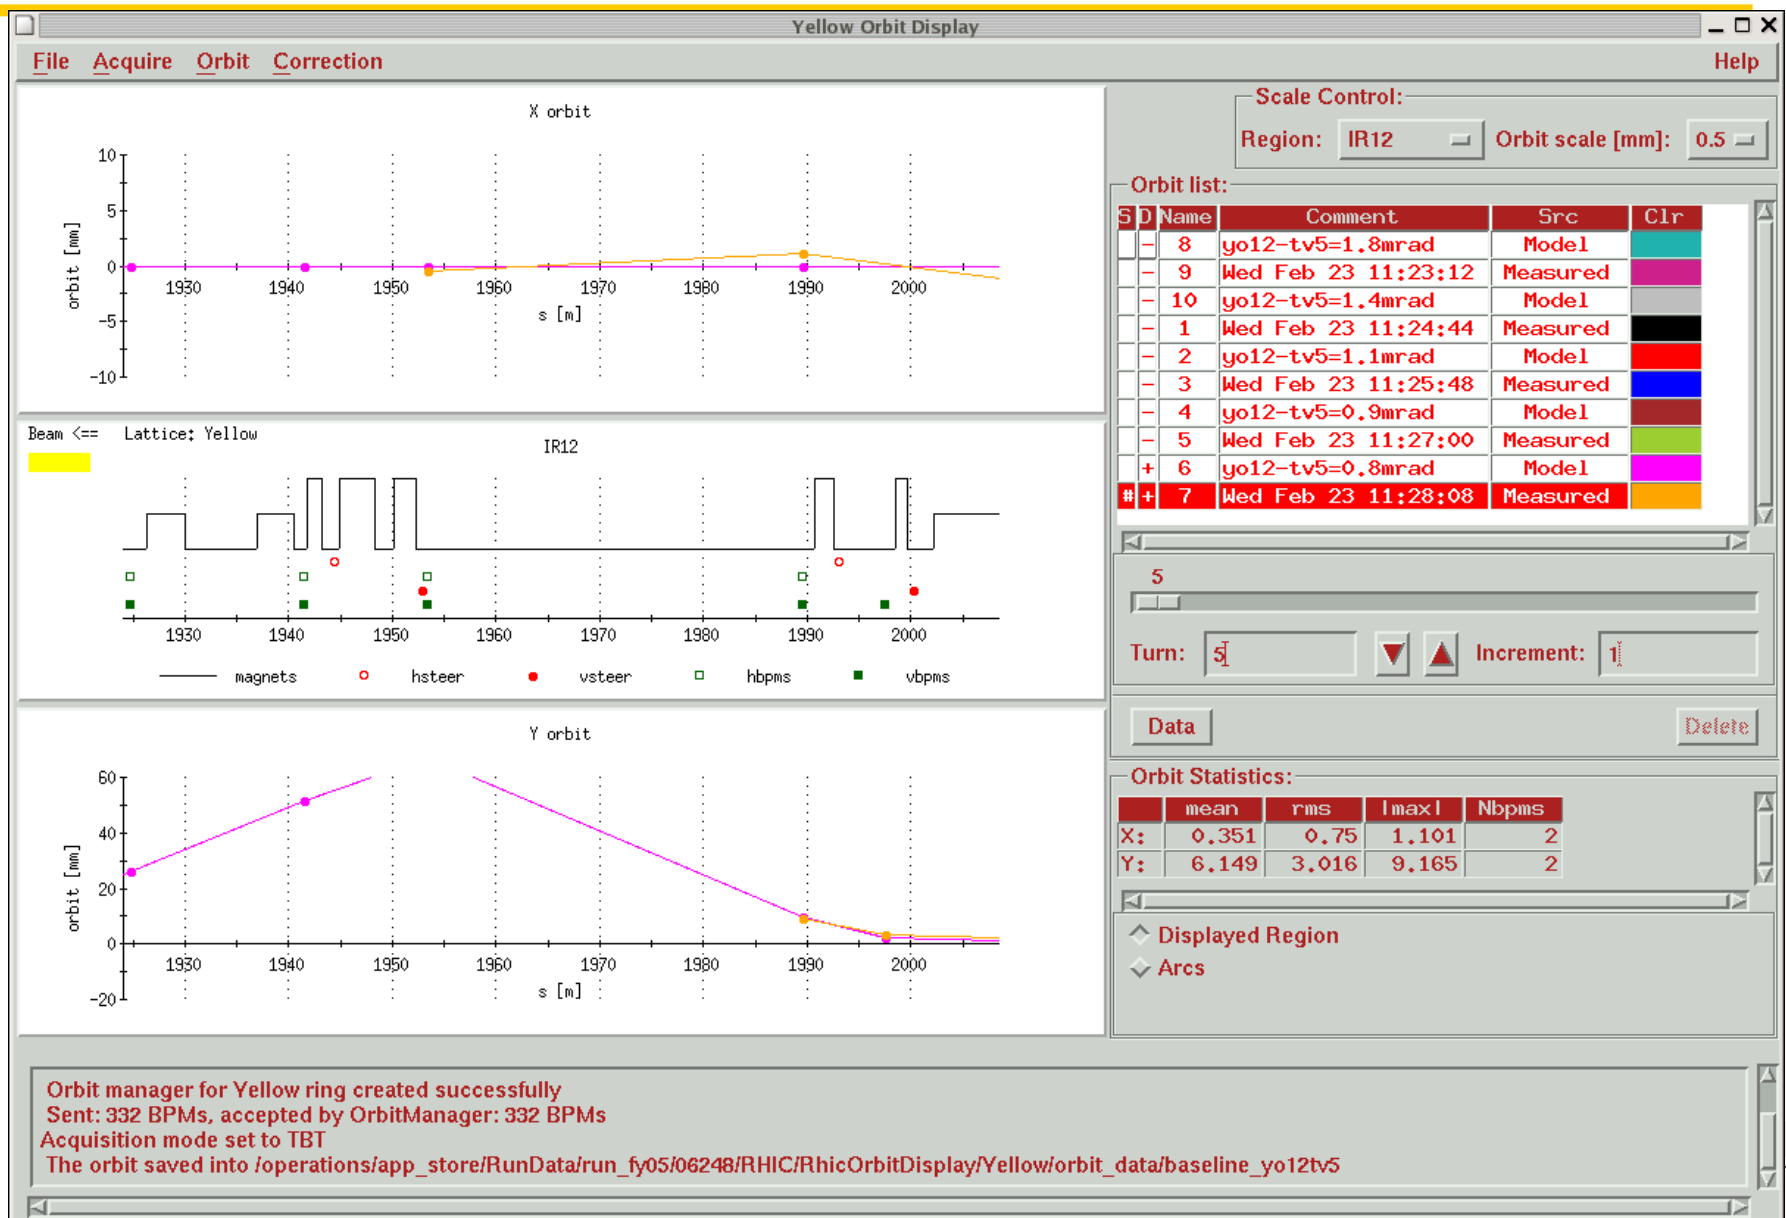 Yellow Orbit Display
File Acquire Orbit Correction Help
X orbit
10
5
0
-5
-10
orbit [mm]
1930 1940 1950 1960 1970 1980 1990 2000
s [m]
Beam <== Lattice: Yellow
IR12
1930 1940 1950 1960 1970 1980 1990 2000
magnets hsteer vsteer hbpms vbpms
Y orbit
60
40
20
0
-20
orbit [mm]
1930 1940 1950 1960 1970 1980 1990 2000
s [m]
Scale Control:
Region: IR12 Orbit scale [mm]: 0.5
Orbit list:
S D Name Comment Src Clr
- 8 yo12-tv5=1.8mrad Model
- 9 Wed Feb 23 11:23:12 Measured
- 10 yo12-tv5=1.4mrad Model
- 1 Wed Feb 23 11:24:44 Measured
- 2 yo12-tv5=1.1mrad Model
- 3 Wed Feb 23 11:25:48 Measured
- 4 yo12-tv5=0.9mrad Model
- 5 Wed Feb 23 11:27:00 Measured
+ 6 yo12-tv5=0.8mrad Model
# + 7 Wed Feb 23 11:28:08 Measured
5
Turn: 5 Increment: 1
Data Delete
Orbit Statistics:
mean rms |max| Nbpms
X: 0.351 0.75 1.101 2
Y: 6.149 3.016 9.165 2
Displayed Region
Arcs
Orbit manager for Yellow ring created successfully
Sent: 332 BPMs, accepted by OrbitManager: 332 BPMs
Acquisition mode set to TBT
The orbit saved into /operations/app_store/RunData/run_fy05/06248/RHIC/RhicOrbitDisplay/Yellow/orbit_data/baseline_yo12tv5